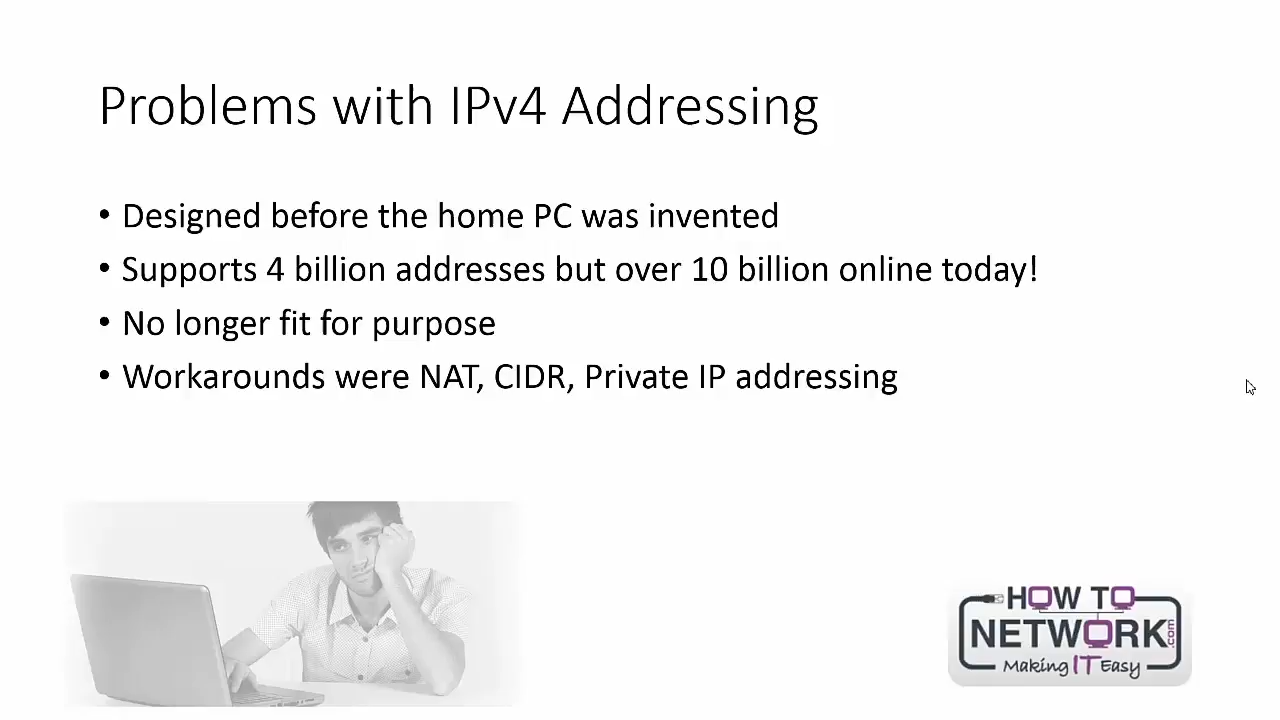 Problems with IPv4 Addressing
• Designed before the home PC was invented
• Supports 4 billion addresses but over 10 billion online today!
• No longer fit for purpose
• Workarounds were NAT, CIDR, Private IP addressing
HOW TO
NETWORK.com
Making IT Easy